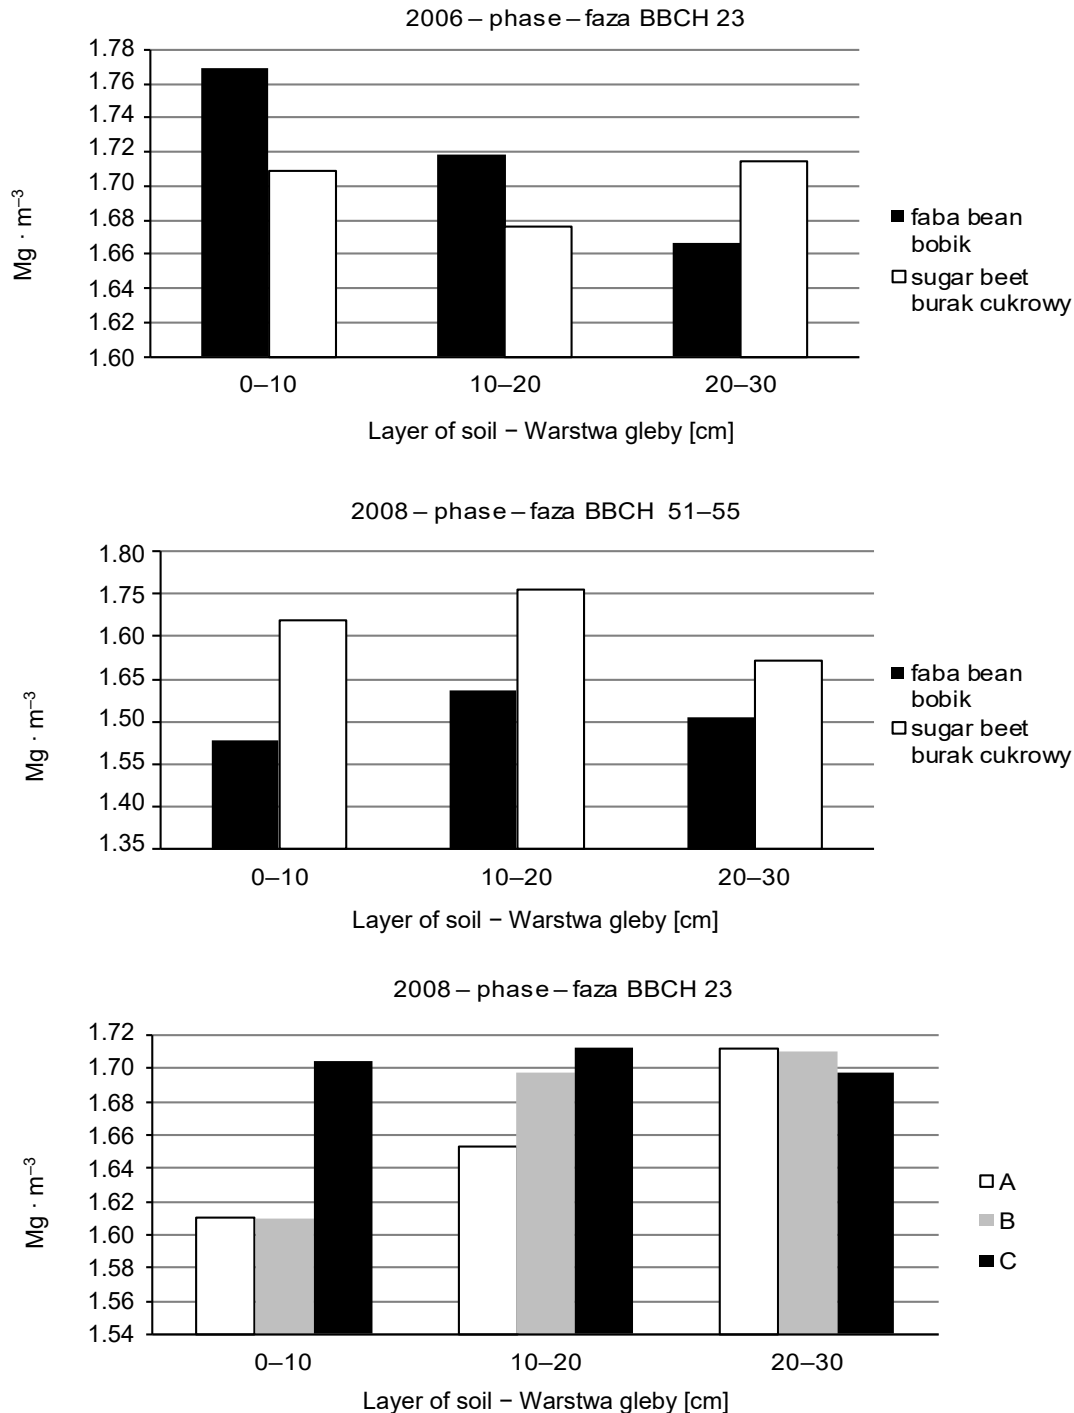 2006 – phase – faza BBCH 23
1.78
1.76
1.74
1.72
1.70
1.68
1.66
1.64
1.62
1.60
Mg · m⁻³
0–10 10–20 20–30
Layer of soil − Warstwa gleby [cm]
faba bean
bobik
sugar beet
burak cukrowy
2008 – phase – faza BBCH 51–55
1.80
1.75
1.60
1.65
1.50
1.55
1.40
1.35
Mg · m⁻³
0–10 10–20 20–30
Layer of soil − Warstwa gleby [cm]
faba bean
bobik
sugar beet
burak cukrowy
2008 – phase – faza BBCH 23
1.72
1.70
1.68
1.66
1.64
1.62
1.60
1.58
1.56
1.54
Mg · m⁻³
0–10 10–20 20–30
Layer of soil − Warstwa gleby [cm]
A
B
C